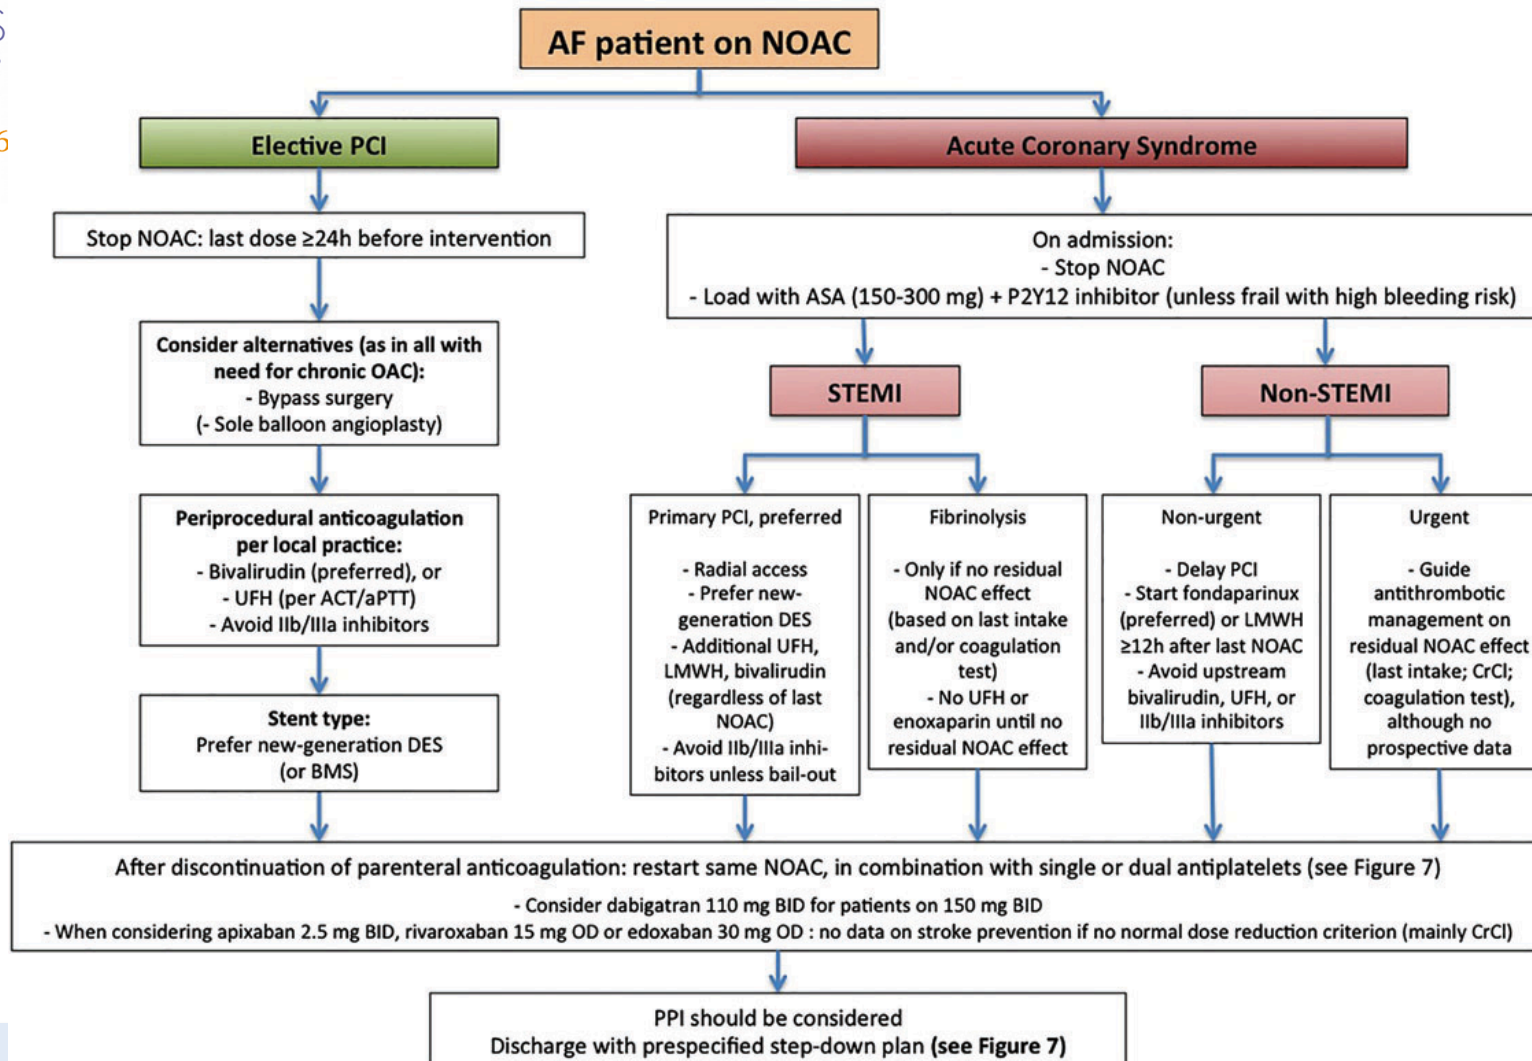 AF patient on NOAC
Elective PCI
Stop NOAC: last dose ≥24h before intervention
Consider alternatives (as in all with
need for chronic OAC):
- Bypass surgery
(- Sole balloon angioplasty)
Periprocedural anticoagulation
per local practice:
- Bivalirudin (preferred), or
- UFH (per ACT/aPTT)
- Avoid IIb/IIIa inhibitors
Stent type:
Prefer new-generation DES
(or BMS)
Acute Coronary Syndrome
On admission:
- Stop NOAC
- Load with ASA (150-300 mg) + P2Y12 inhibitor (unless frail with high bleeding risk)
STEMI
Primary PCI, preferred
- Radial access
- Prefer new-
generation DES
- Additional UFH,
LMWH, bivalirudin
(regardless of last
NOAC)
- Avoid IIb/IIIa inhi-
bitors unless bail-out
Fibrinolysis
- Only if no residual
NOAC effect
(based on last intake
and/or coagulation
test)
- No UFH or
enoxaparin until no
residual NOAC effect
Non-STEMI
Non-urgent
- Delay PCI
- Start fondaparinux
(preferred) or LMWH
≥12h after last NOAC
- Avoid upstream
bivalirudin, UFH, or
IIb/IIIa inhibitors
Urgent
- Guide
antithrombotic
management on
residual NOAC effect
(last intake; CrCl;
coagulation test),
although no
prospective data
After discontinuation of parenteral anticoagulation: restart same NOAC, in combination with single or dual antiplatelets (see Figure 7)
- Consider dabigatran 110 mg BID for patients on 150 mg BID
- When considering apixaban 2.5 mg BID, rivaroxaban 15 mg OD or edoxaban 30 mg OD : no data on stroke prevention if no normal dose reduction criterion (mainly CrCl)
PPI should be considered
Discharge with prespecified step-down plan (see Figure 7)